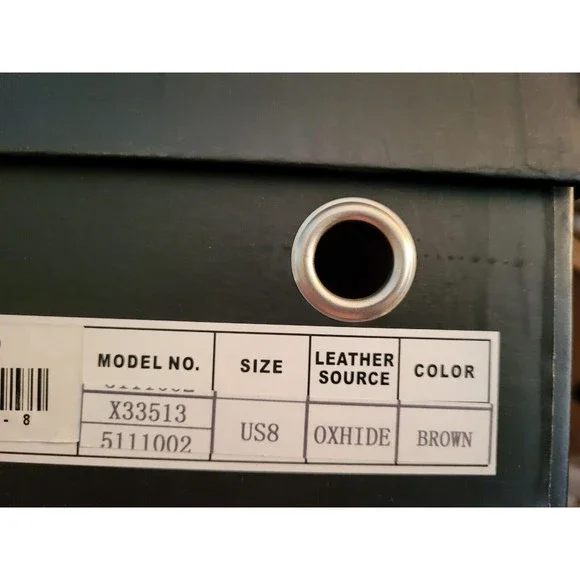 MODEL NO. SIZE LEATHER SOURCE COLOR
X33513
5111002 US8 OXHIDE BROWN
- 8